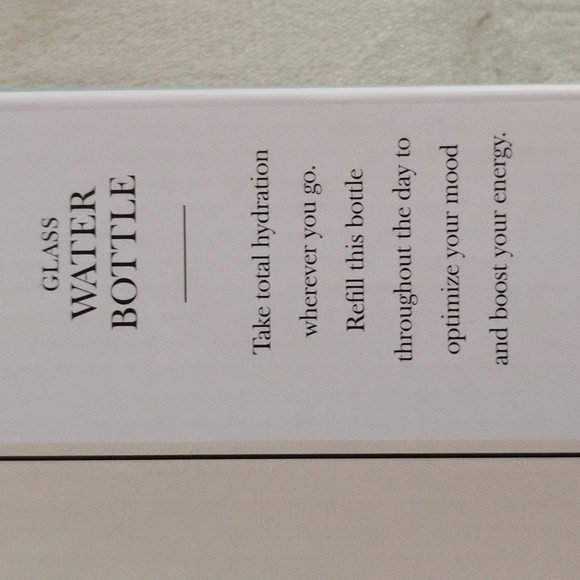 GLASS
WATER
BOTTLE
Take total hydration
wherever you go.
Refill this bottle
throughout the day to
optimize your mood
and boost your energy.